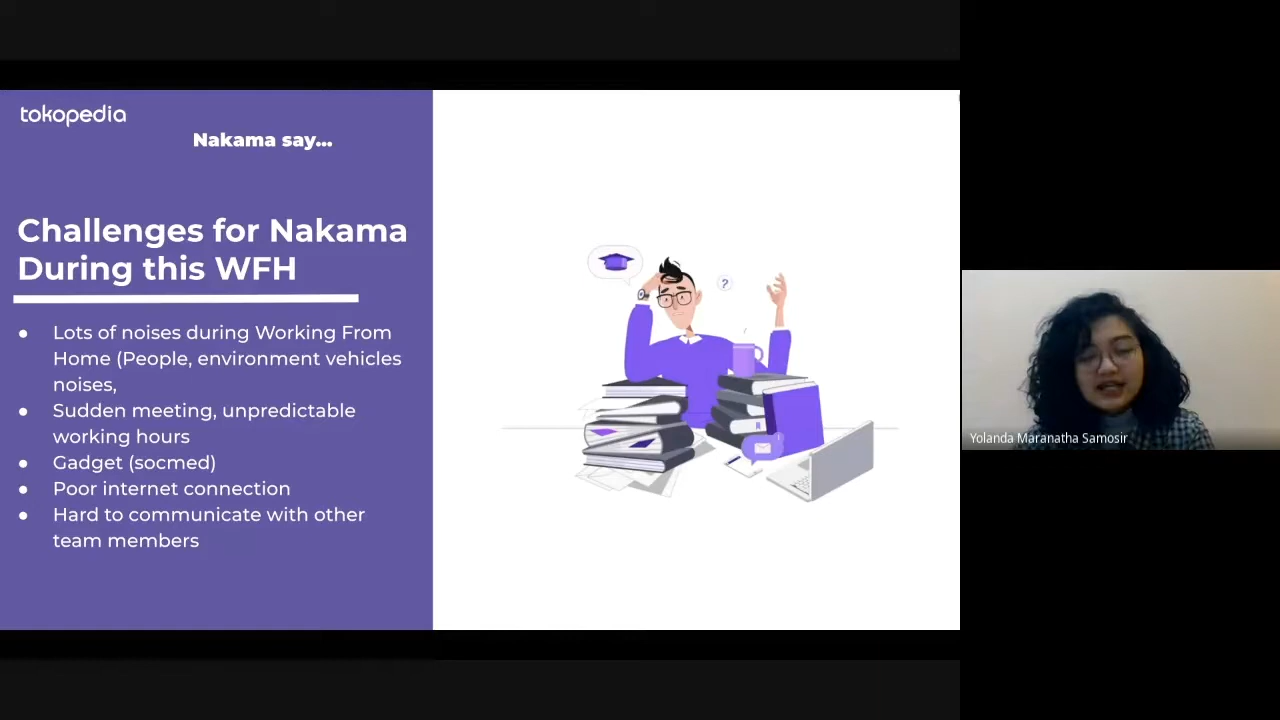 tokopedia
Nakama say...
Challenges for Nakama
During this WFH
● Lots of noises during Working From
Home (People, environment vehicles
noises,
● Sudden meeting, unpredictable
working hours
● Gadget (socmed)
● Poor internet connection
● Hard to communicate with other
team members
?
Yolanda Maranatha Samosir